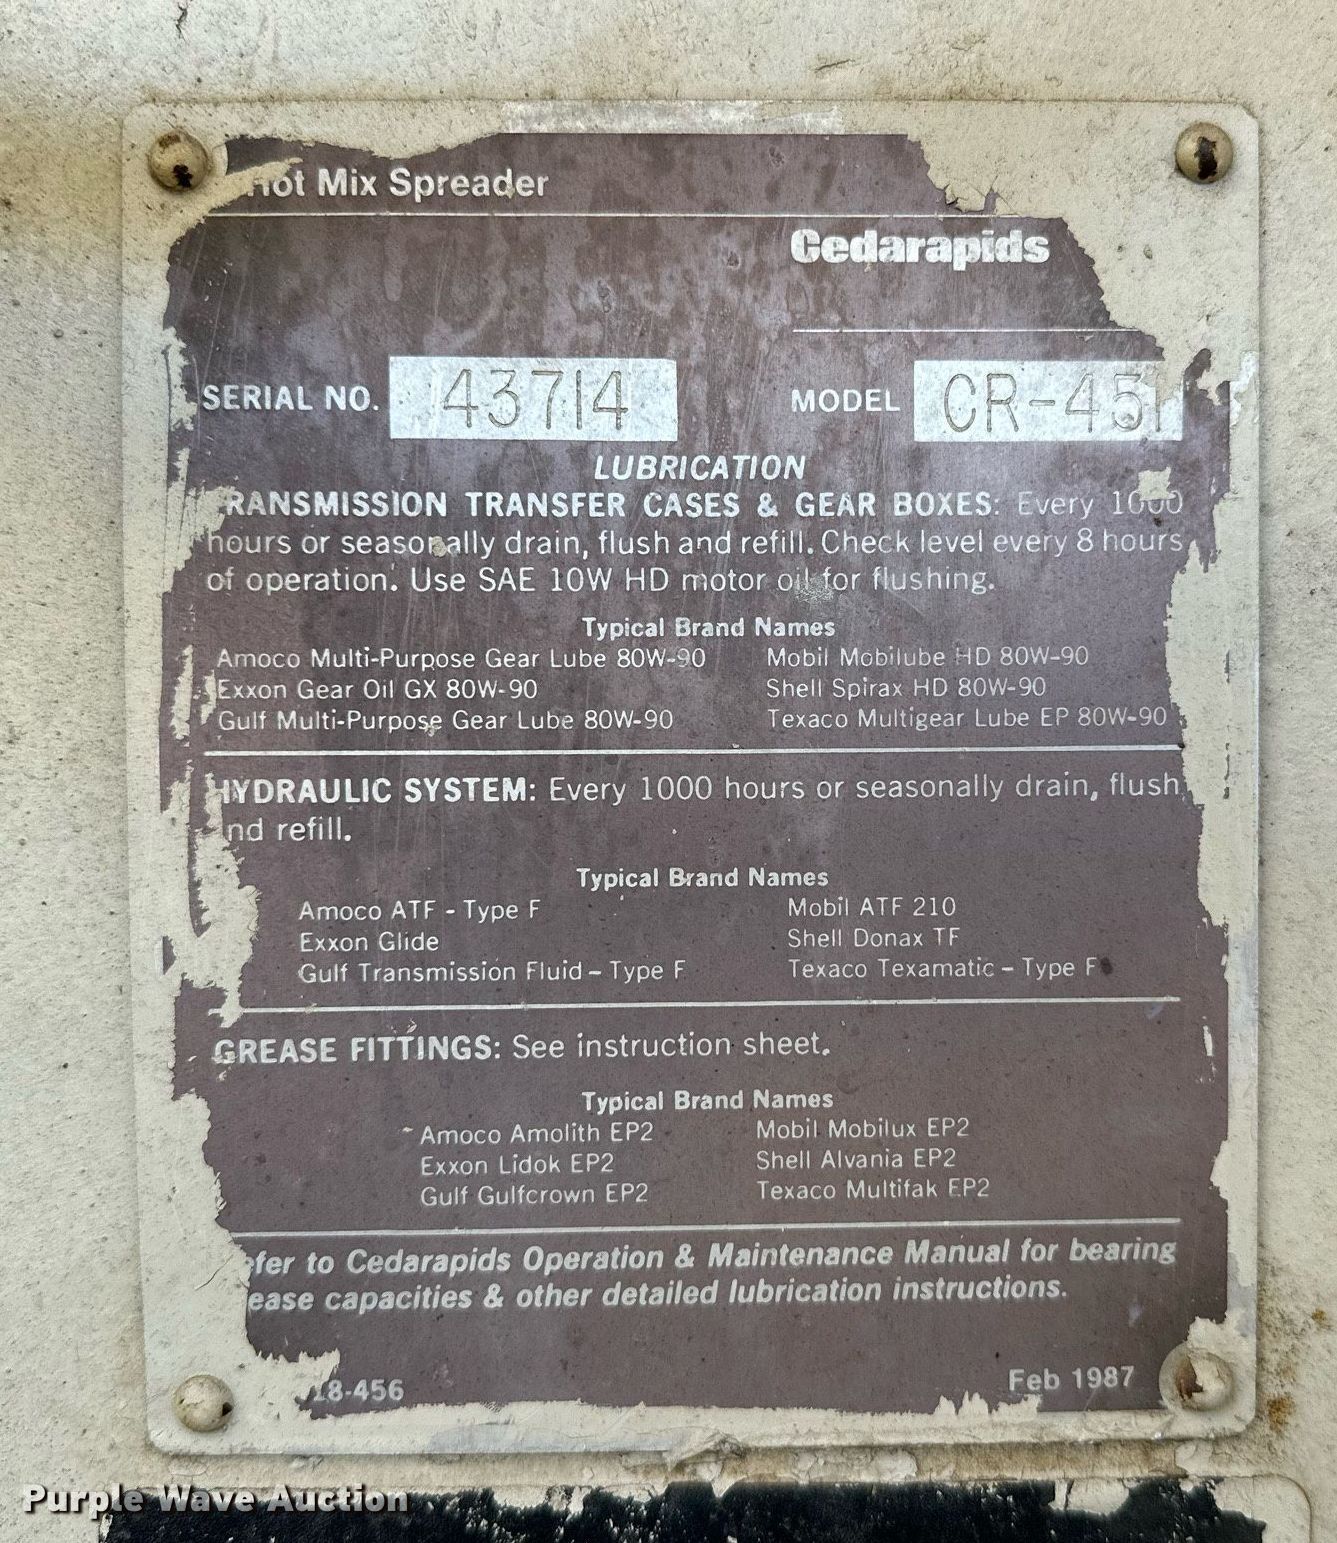 Hot Mix Spreader
Cedarapids
SERIAL NO. 43714 MODEL CR-451
LUBRICATION
TRANSMISSION TRANSFER CASES & GEAR BOXES: Every 1000
hours or seasonally drain, flush and refill. Check level every 8 hours
of operation. Use SAE 10W HD motor oil for flushing.
Typical Brand Names
Amoco Multi-Purpose Gear Lube 80W-90 Mobil Mobilube HD 80W-90
Exxon Gear Oil GX 80W-90 Shell Spirax HD 80W-90
Gulf Multi-Purpose Gear Lube 80W-90 Texaco Multigear Lube EP 80W-90
HYDRAULIC SYSTEM: Every 1000 hours or seasonally drain, flush
and refill.
Typical Brand Names
Amoco ATF - Type F Mobil ATF 210
Exxon Glide Shell Donax TF
Gulf Transmission Fluid - Type F Texaco Texamatic - Type F
GREASE FITTINGS: See instruction sheet.
Typical Brand Names
Amoco Amolith EP2 Mobil Mobilux EP2
Exxon Lidok EP2 Shell Alvania EP2
Gulf Gulfcrown EP2 Texaco Multifak EP2
efer to Cedarapids Operation & Maintenance Manual for bearing
ease capacities & other detailed lubrication instructions.
18-456 Feb 1987
Purple Wave Auction